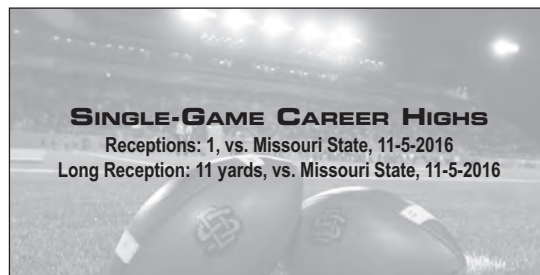 SINGLE-GAME CAREER HIGHS
Receptions: 1, vs. Missouri State, 11-5-2016
Long Reception: 11 yards, vs. Missouri State, 11-5-2016